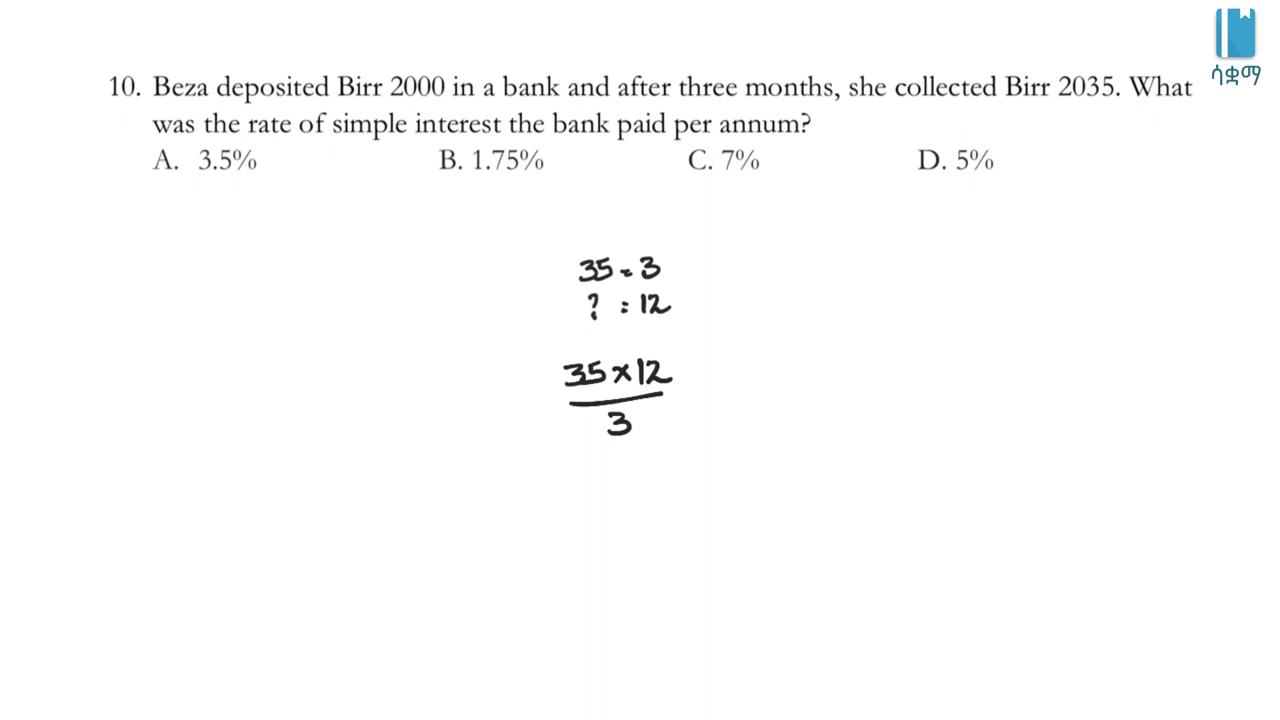 ሳቋማ
10. Beza deposited Birr 2000 in a bank and after three months, she collected Birr 2035. What
was the rate of simple interest the bank paid per annum?
A. 3.5% B. 1.75% C. 7% D. 5%
35 = 3
? = 12
35 x 12
3